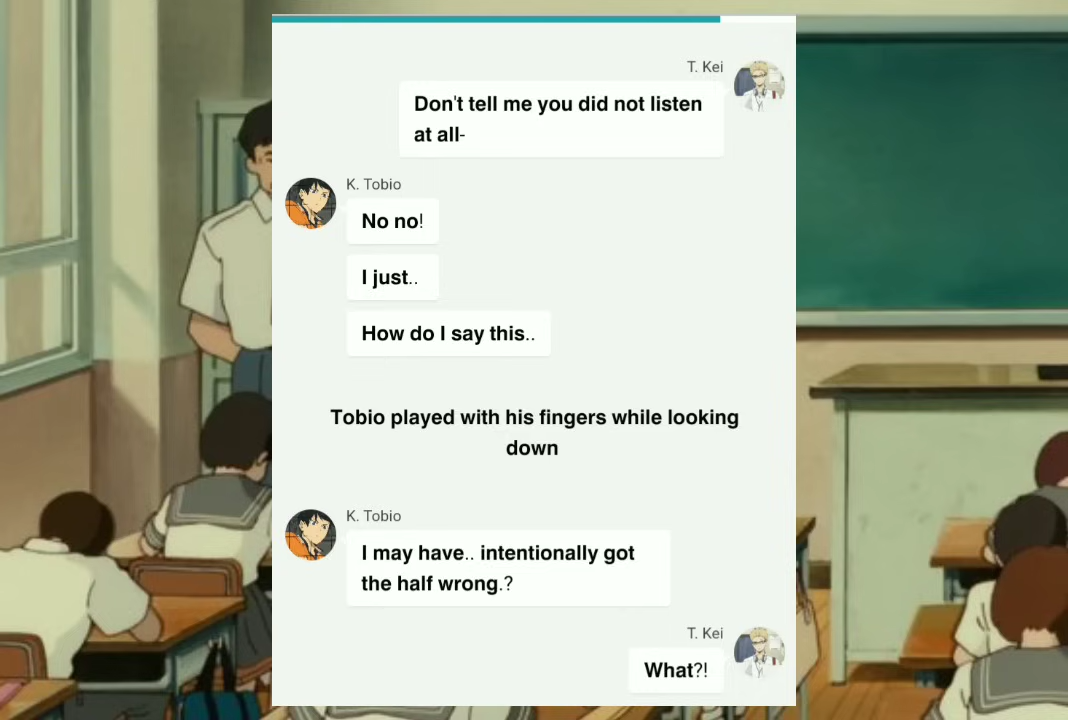 T. Kei
Don't tell me you did not listen
at all-
K. Tobio
No no!
I just..
How do I say this..
Tobio played with his fingers while looking
down
K. Tobio
I may have.. intentionally got
the half wrong.?
T. Kei
What?!